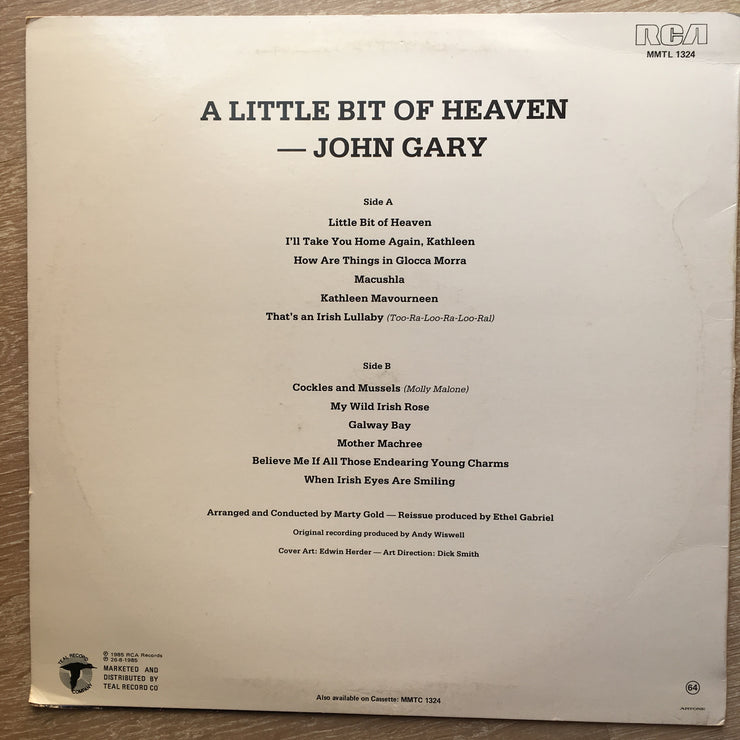 RCA
MMTL 1324
A LITTLE BIT OF HEAVEN
— JOHN GARY
Side A
Little Bit of Heaven
I'll Take You Home Again, Kathleen
How Are Things in Glocca Morra
Macushla
Kathleen Mavourneen
That's an Irish Lullaby (Too-Ra-Loo-Ra-Loo-Ral)
Side B
Cockles and Mussels (Molly Malone)
My Wild Irish Rose
Galway Bay
Mother Machree
Believe Me If All Those Endearing Young Charms
When Irish Eyes Are Smiling
Arranged and Conducted by Marty Gold — Reissue produced by Ethel Gabriel
Original recording produced by Andy Wiswell
Cover Art: Edwin Herder — Art Direction: Dick Smith
TEAL RECORD
COMPANY
℗ 1985 RCA Records
℗ 26-8-1985
MARKETED AND
DISTRIBUTED BY
TEAL RECORD CO
Also available on Cassette: MMTC 1324
64
ARTONE